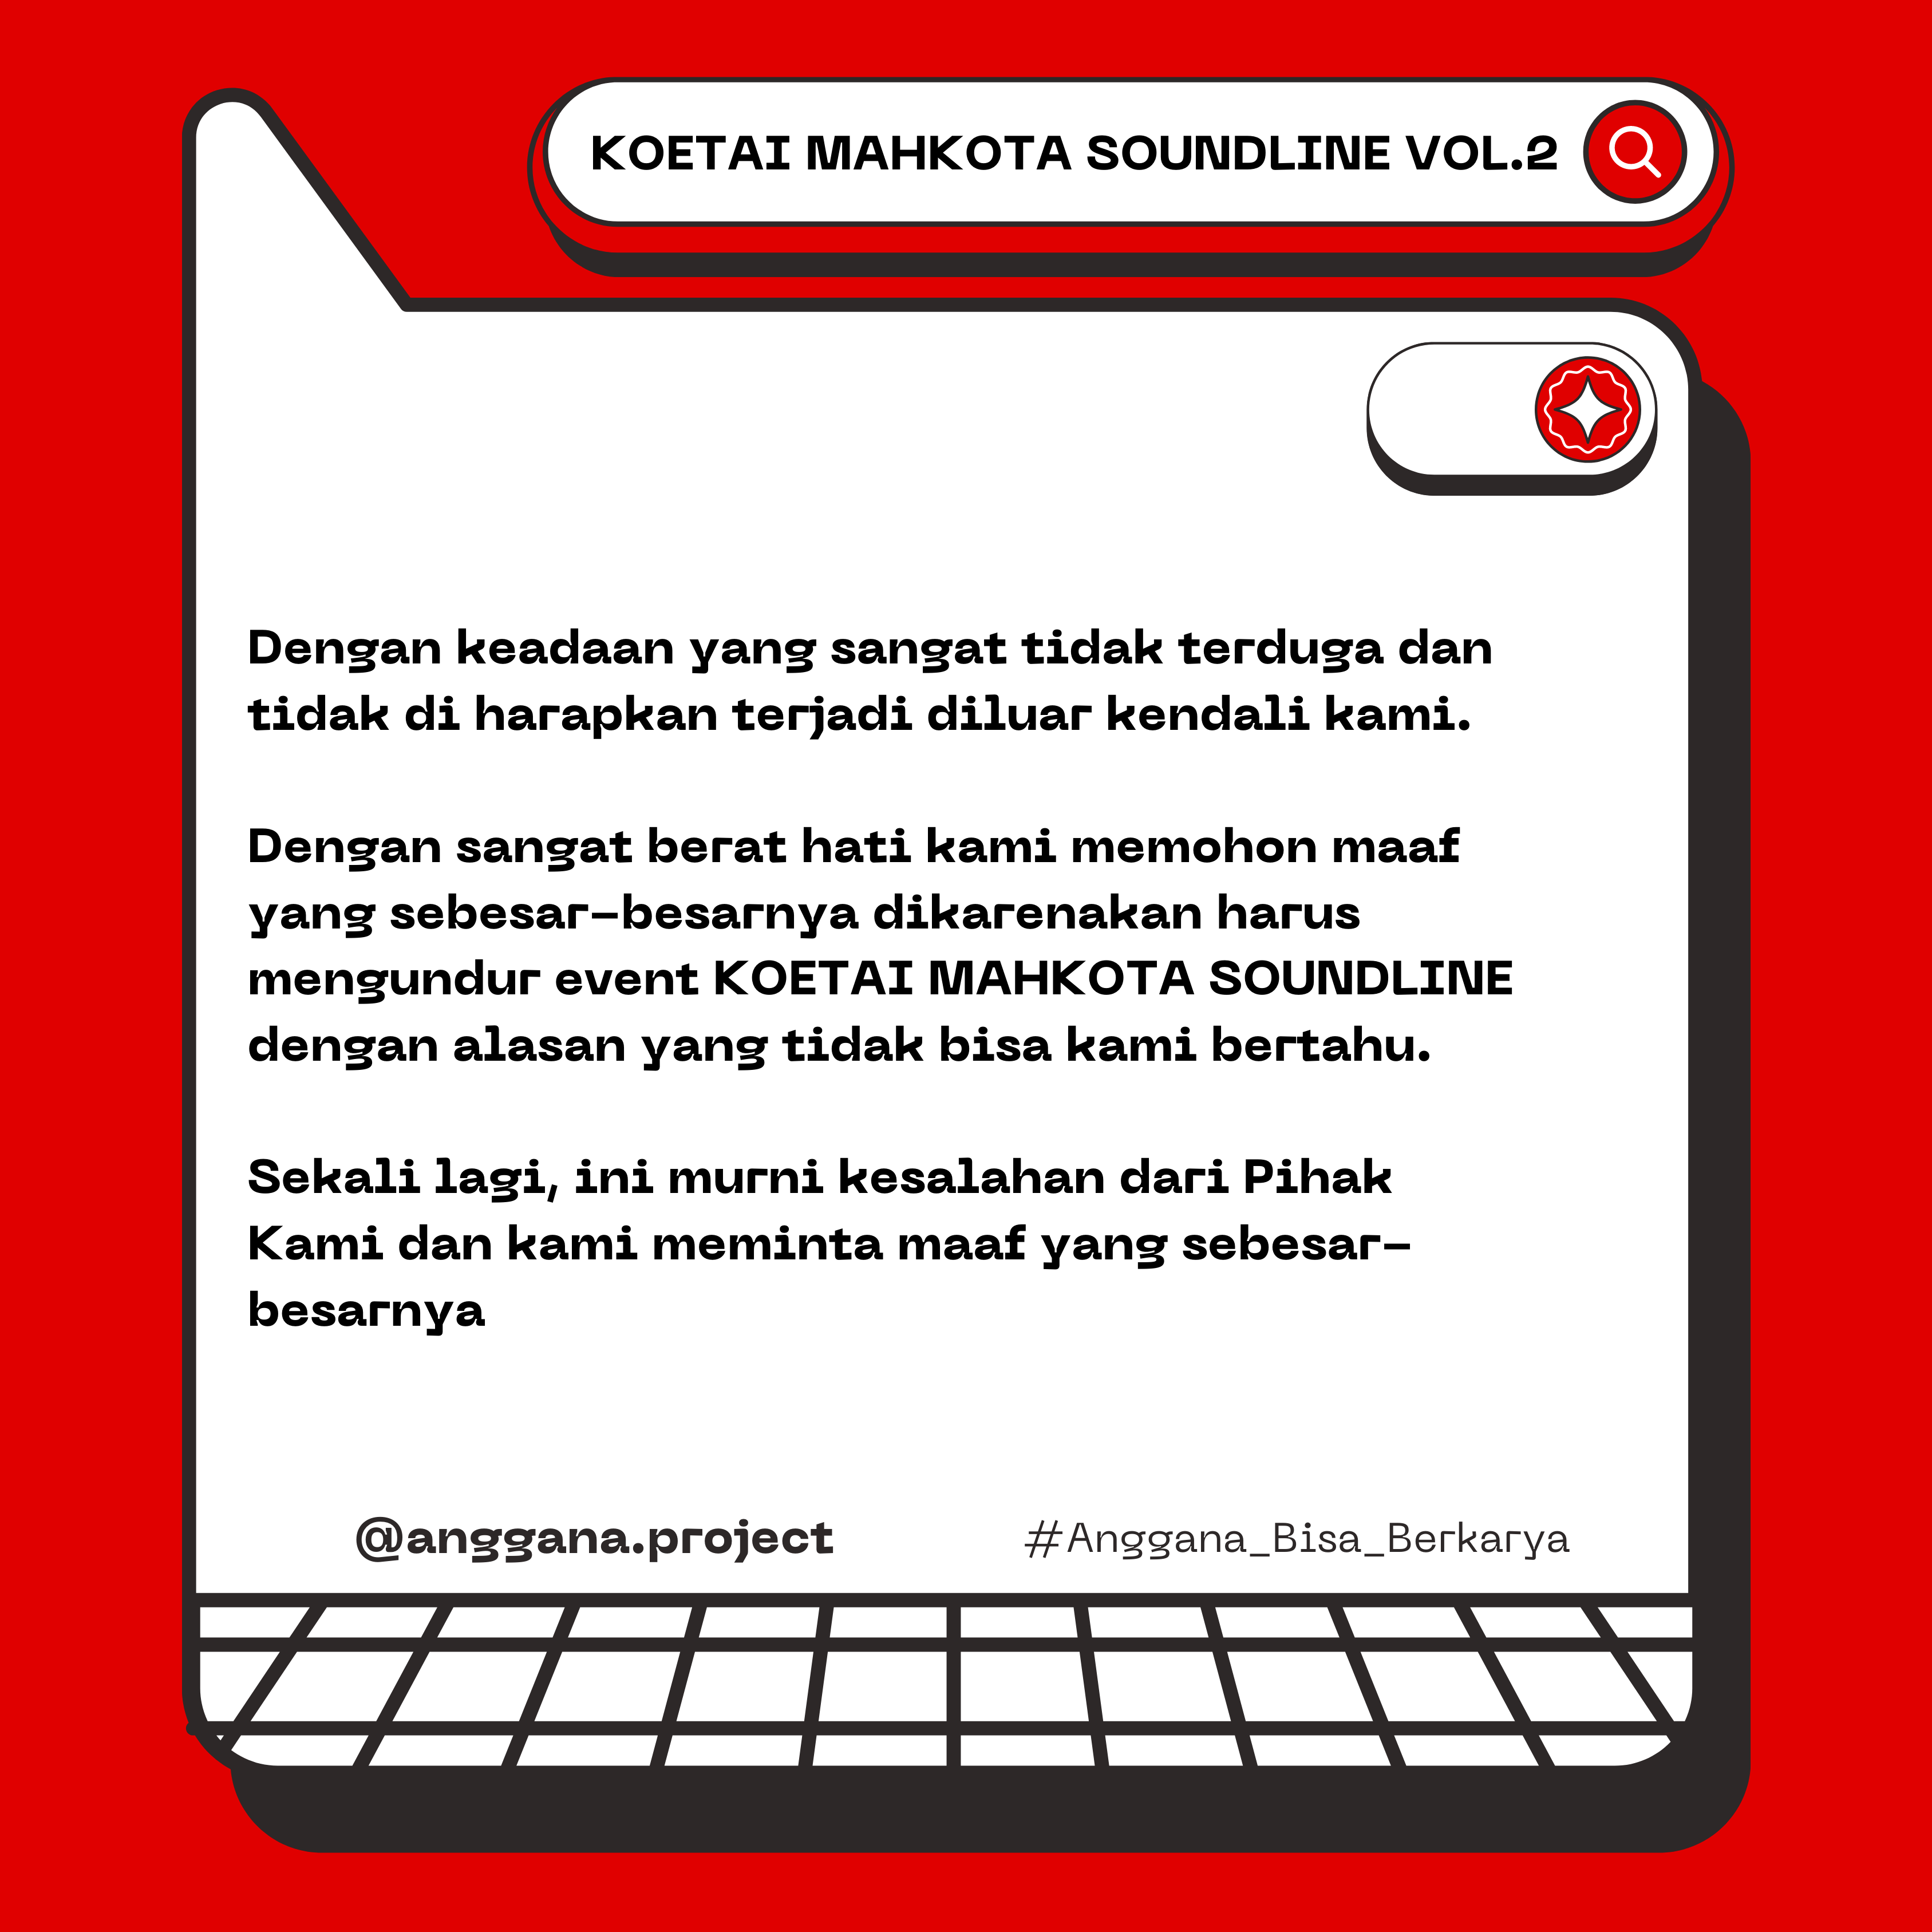 KOETAI MAHKOTA SOUNDLINE VOL.2
Dengan keadaan yang sangat tidak terduga dan
tidak di harapkan terjadi diluar kendali kami.
Dengan sangat berat hati kami memohon maaf
yang sebesar-besarnya dikarenakan harus
mengundur event KOETAI MAHKOTA SOUNDLINE
dengan alasan yang tidak bisa kami bertahu.
Sekali lagi, ini murni kesalahan dari Pihak
Kami dan kami meminta maaf yang sebesar-
besarnya
@anggana.project
#Anggana_Bisa_Berkarya